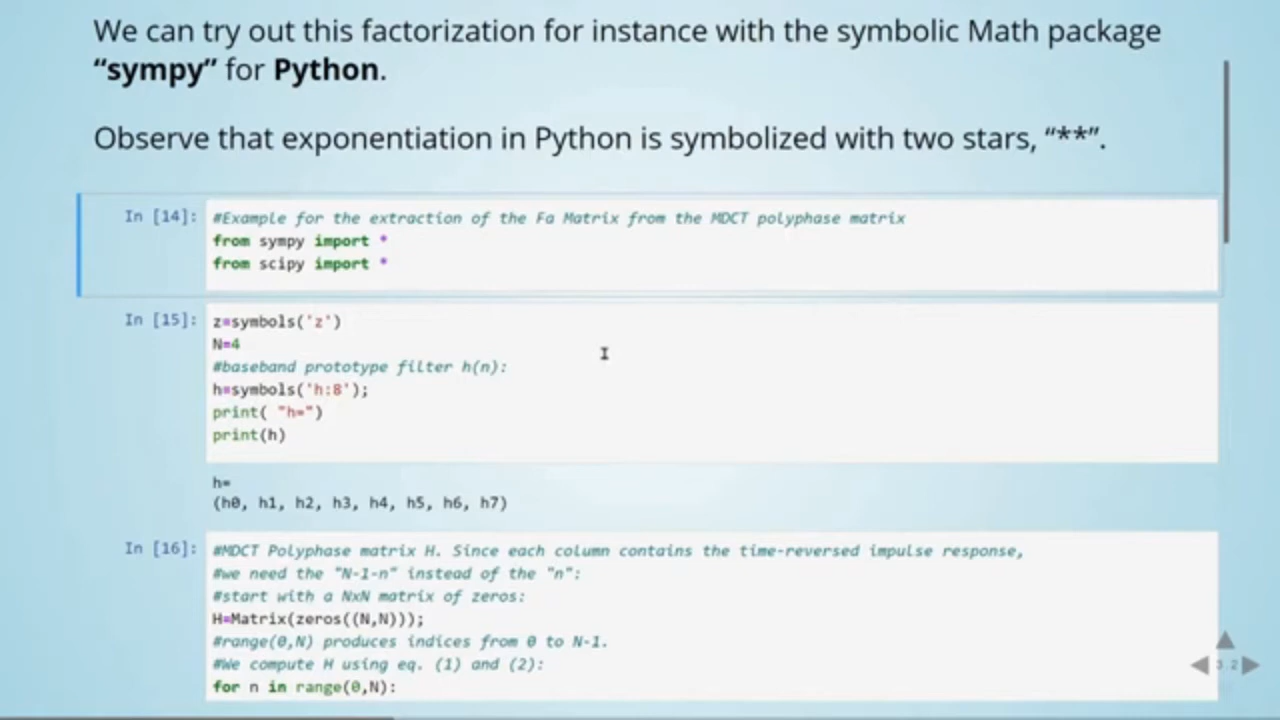 We can try out this factorization for instance with the symbolic Math package
“sympy” for Python.
Observe that exponentiation in Python is symbolized with two stars, “**”.
In [14]:
#Example for the extraction of the Fa Matrix from the MDCT polyphase matrix
from sympy import *
from scipy import *
In [15]:
z=symbols('z')
N=4
#baseband prototype filter h(n):
h=symbols('h:8');
print( "h=")
print(h)
h=
(h0, h1, h2, h3, h4, h5, h6, h7)
In [16]:
#MDCT Polyphase matrix H. Since each column contains the time-reversed impulse response,
#we need the "N-1-n" instead of the "n":
#start with a NxN matrix of zeros:
H=Matrix(zeros((N,N)));
#range(0,N) produces indices from 0 to N-1.
#We compute H using eq. (1) and (2):
for n in range(0,N):
3.2